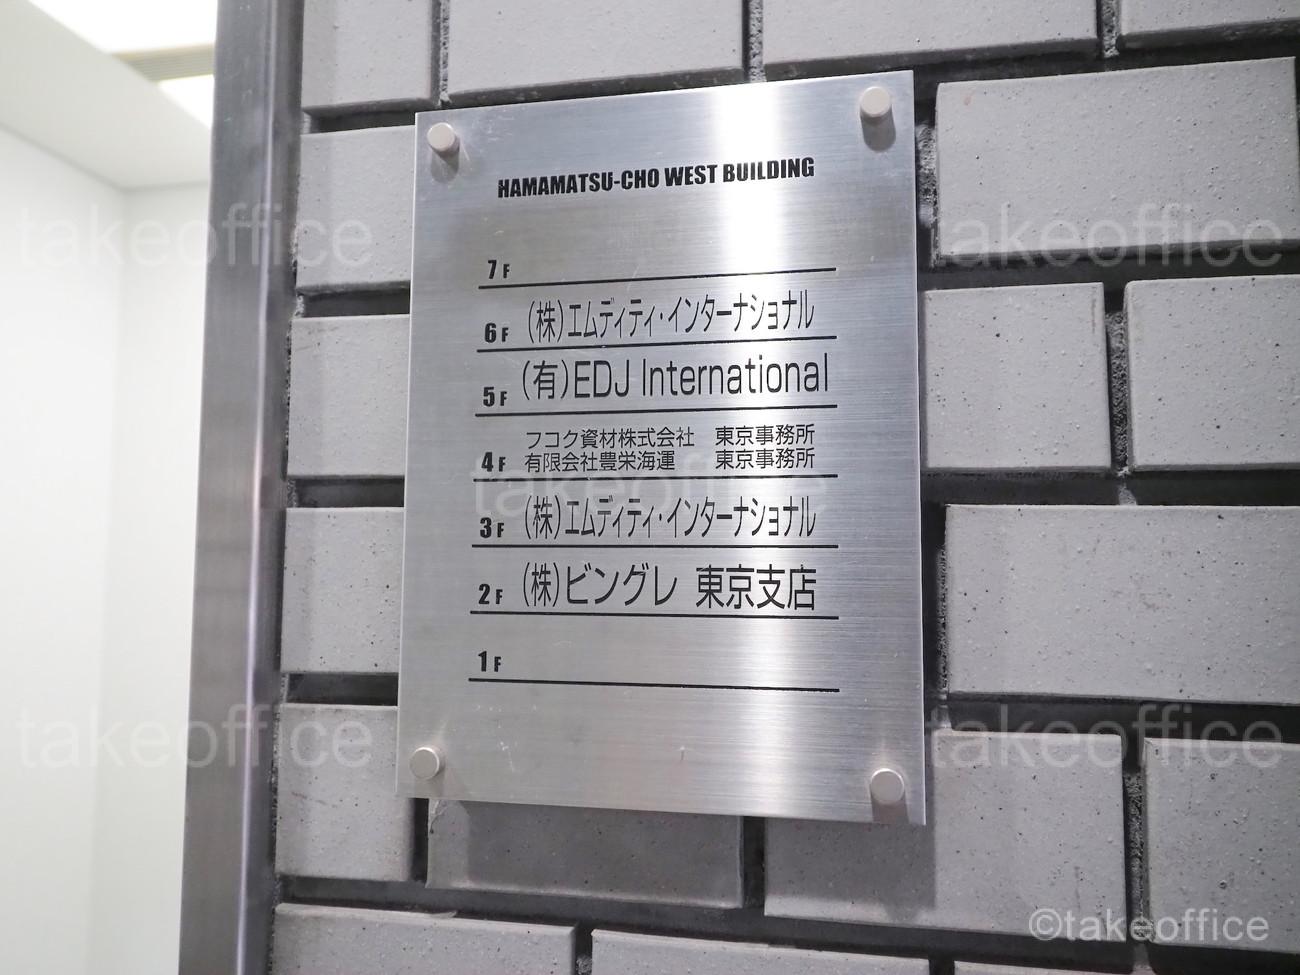 HAMAMATSU-CHO WEST BUILDING
7F
6F (株)エムディティ・インターナショナル
5F (有)EDJ International
フコク資材株式会社 東京事務所
4F 有限会社豊栄海運 東京事務所
3F (株)エムディティ・インターナショナル
2F (株)ビングレ 東京支店
1F
takeoffice
takeoffice
takeoffice
takeoffice
takeoffice
©takeoffice